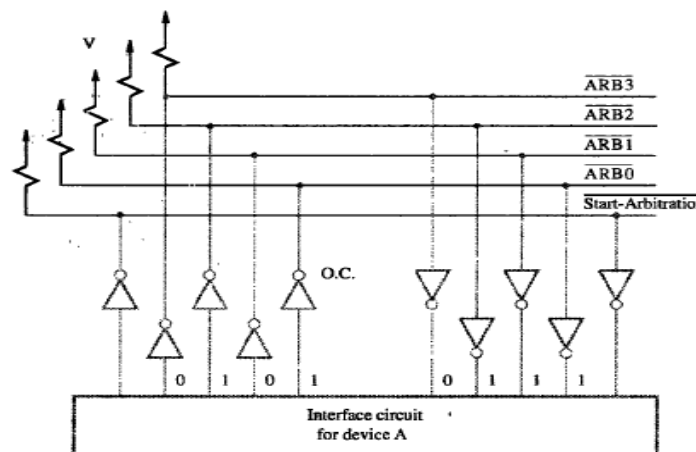 V
ARB3
ARB2
ARB1
ARB0
Start-Arbitratio
O.C.
0 1 0 1 0 1 1 1
Interface circuit
for device A